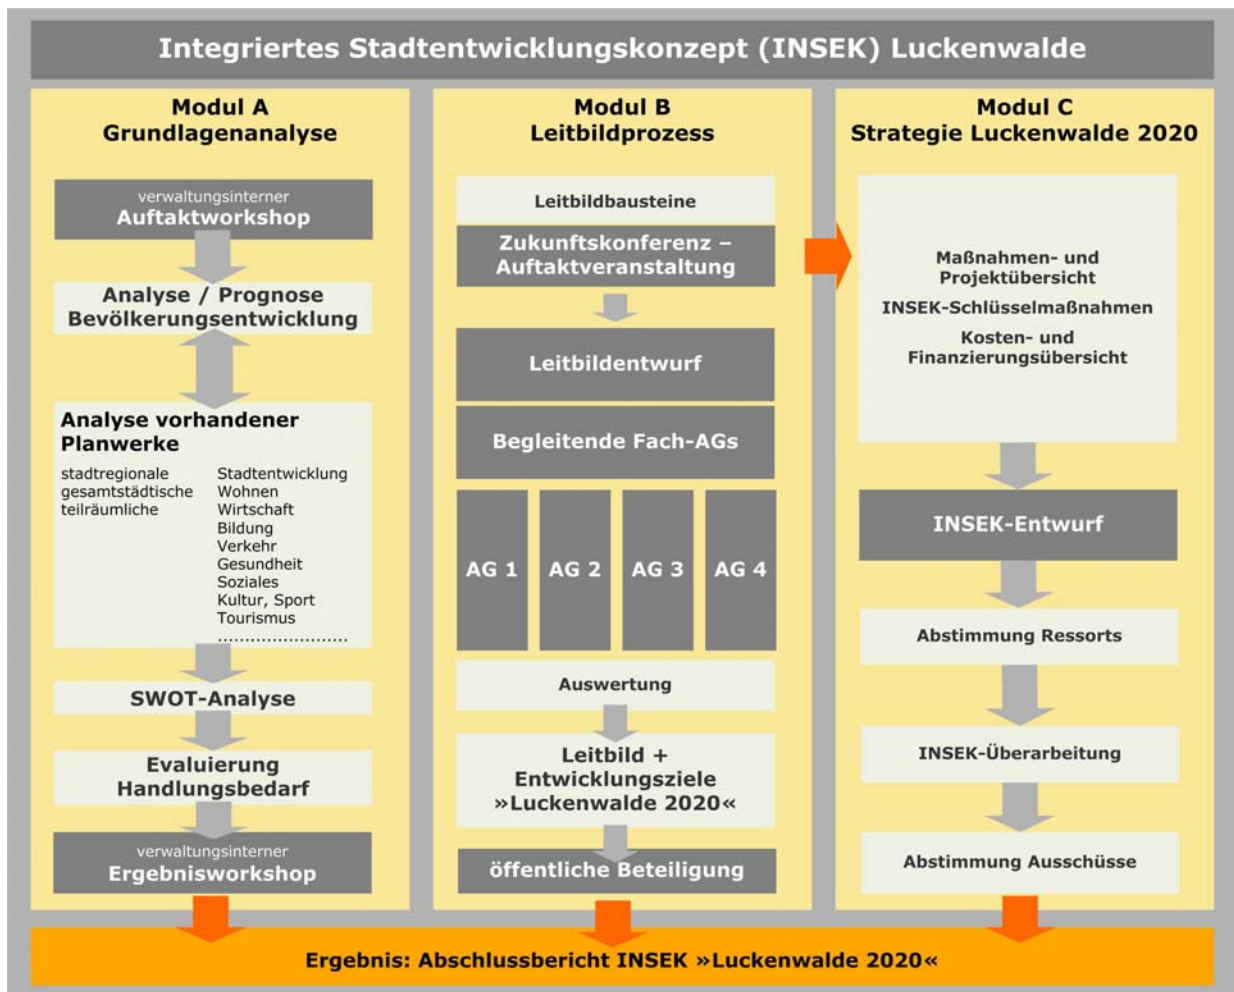 Integriertes Stadtentwicklungskonzept (INSEK) Luckenwalde
Modul A
Grundlagenanalyse
verwaltungsinterner
Auftaktworkshop
Analyse / Prognose
Bevölkerungsentwicklung
Analyse vorhandener
Planwerke
stadtregionale
gesamtstädtische
teilräumliche
Stadtentwicklung
Wohnen
Wirtschaft
Bildung
Verkehr
Gesundheit
Soziales
Kultur, Sport
Tourismus
........................
SWOT-Analyse
Evaluierung
Handlungsbedarf
verwaltungsinterner
Ergebnisworkshop
Modul B
Leitbildprozess
Leitbildbausteine
Zukunftskonferenz –
Auftaktveranstaltung
Leitbildentwurf
Begleitende Fach-AGs
AG 1 AG 2 AG 3 AG 4
Auswertung
Leitbild +
Entwicklungsziele
»Luckenwalde 2020«
öffentliche Beteiligung
Modul C
Strategie Luckenwalde 2020
Maßnahmen- und
Projektübersicht
INSEK-Schlüsselmaßnahmen
Kosten- und
Finanzierungsübersicht
INSEK-Entwurf
Abstimmung Ressorts
INSEK-Überarbeitung
Abstimmung Ausschüsse
Ergebnis: Abschlussbericht INSEK »Luckenwalde 2020«